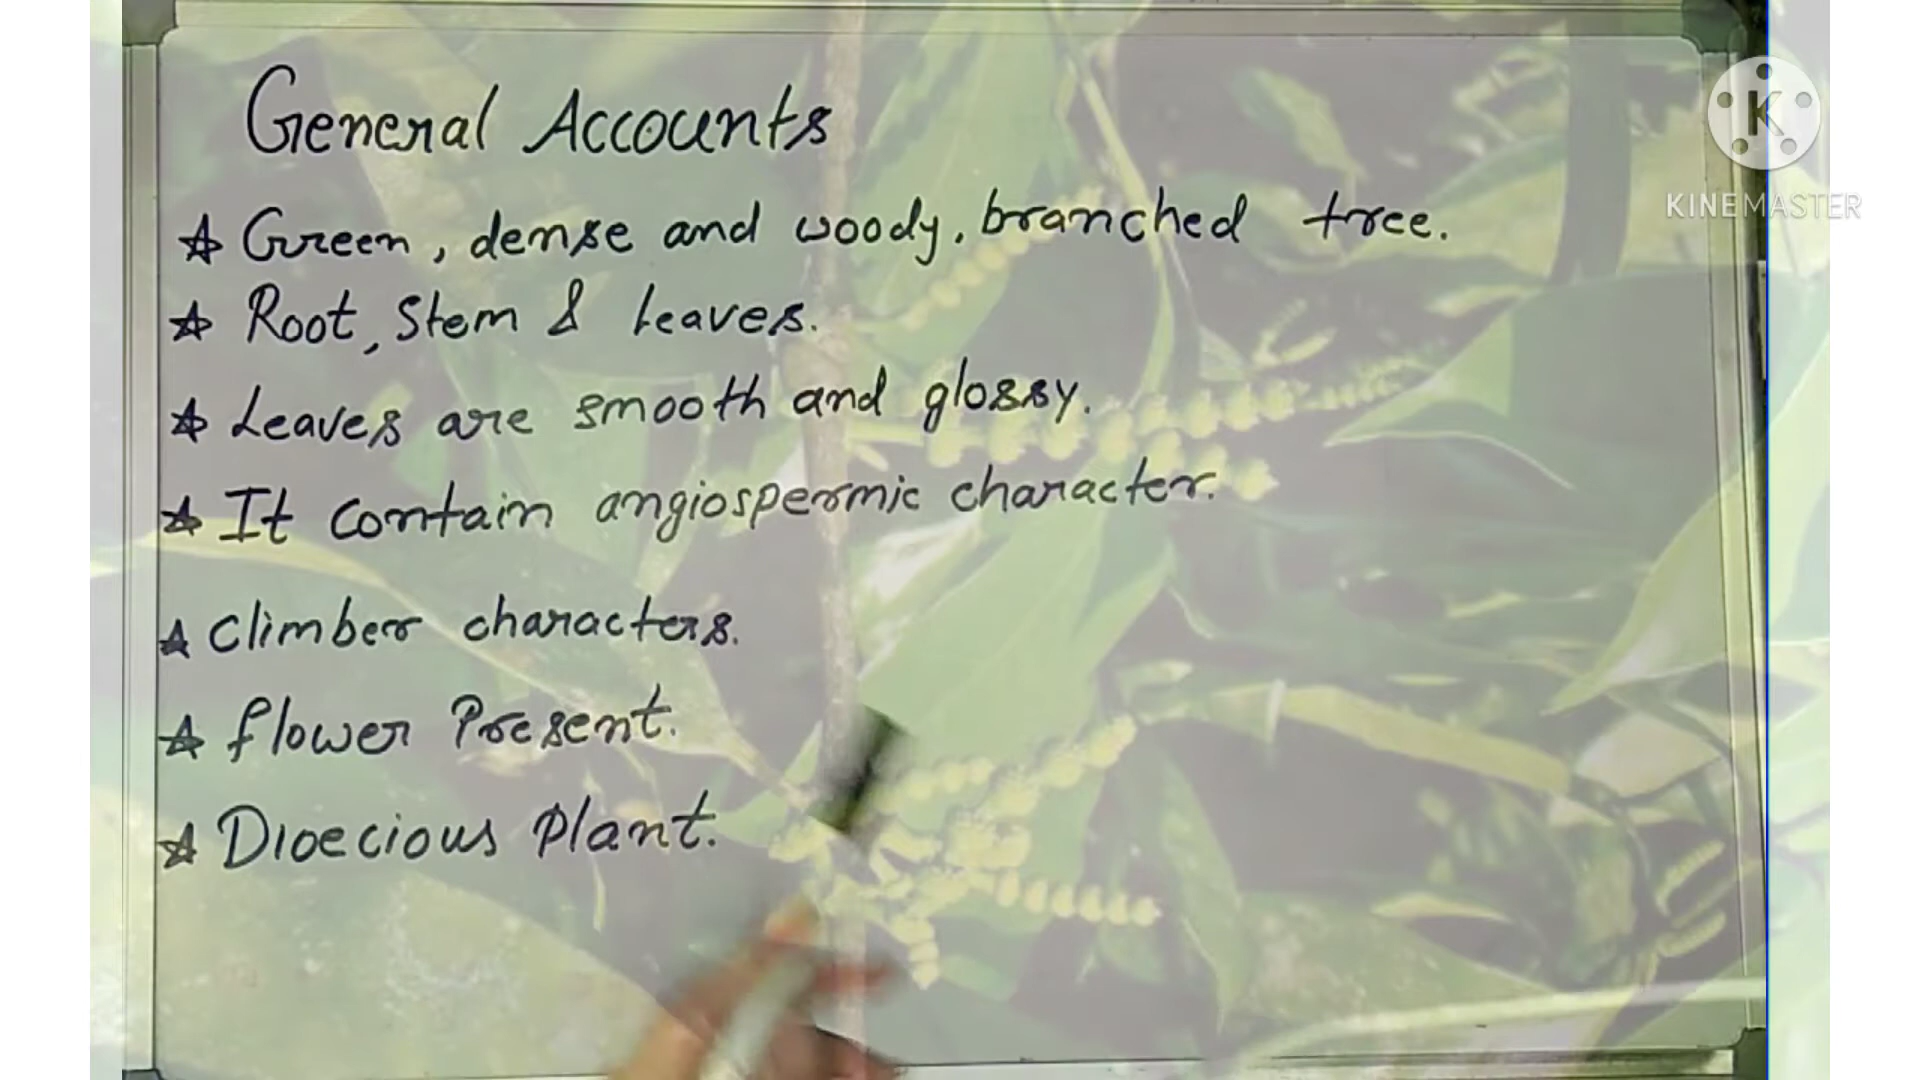 General Accounts
Green, dense and woody, branched tree.
Root, Stem & Leaves.
Leaves are smooth and glossy.
It contain angiospermic character.
Climber characters.
flower Present.
Dioecious Plant.
K
KINEMASTER